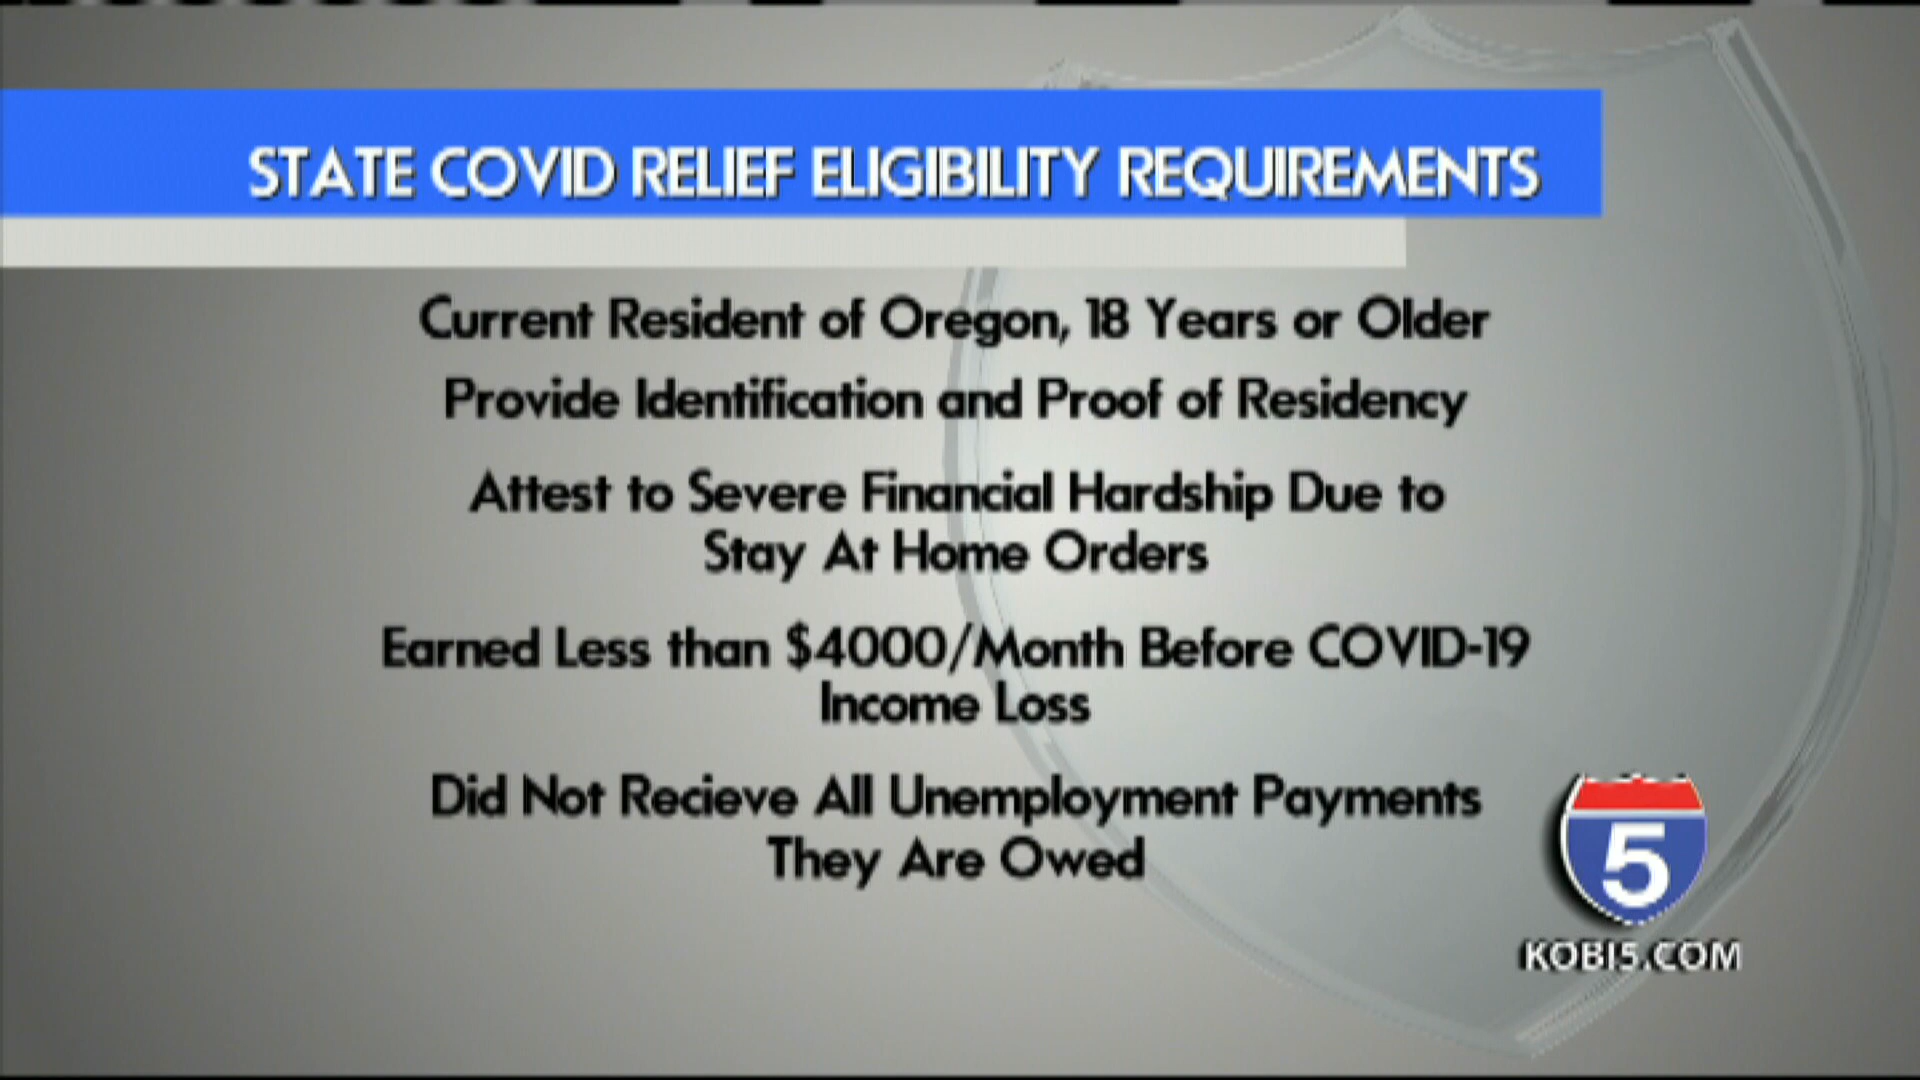 STATE COVID RELIEF ELIGIBILITY REQUIREMENTS
Current Resident of Oregon, 18 Years or Older
Provide Identification and Proof of Residency
Attest to Severe Financial Hardship Due to
Stay At Home Orders
Earned Less than $4000/Month Before COVID-19
Income Loss
Did Not Recieve All Unemployment Payments
They Are Owed
5
KOBI5.COM